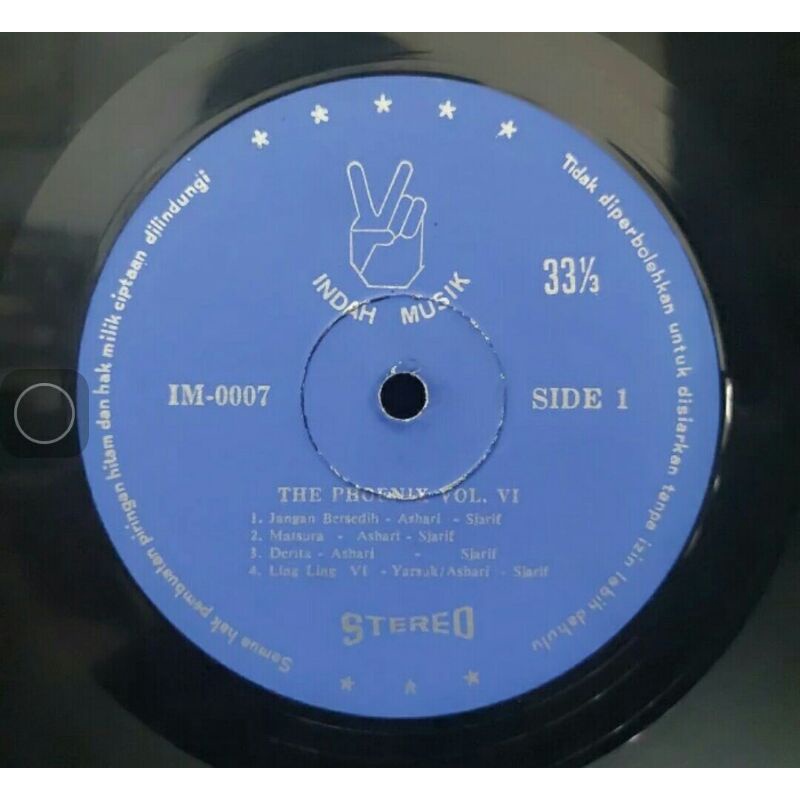 Semua hak pembuatan piringan hitam dan hak milik ciptaan dilindungi
Tidak diperbolehkan untuk disiarkan tanpa izin lebih dahulu
INDAH MUSIK
33⅓
IM-0007
SIDE 1
THE PHOENIX VOL. VI
1. Jangan Bersedih - Ashari - Sjarif
2. Matsura - Ashari - Sjarif
3. Derita - Ashari - Sjarif
4. Ling Ling VI - Yarsuk/Ashari - Sjarif
STEREO